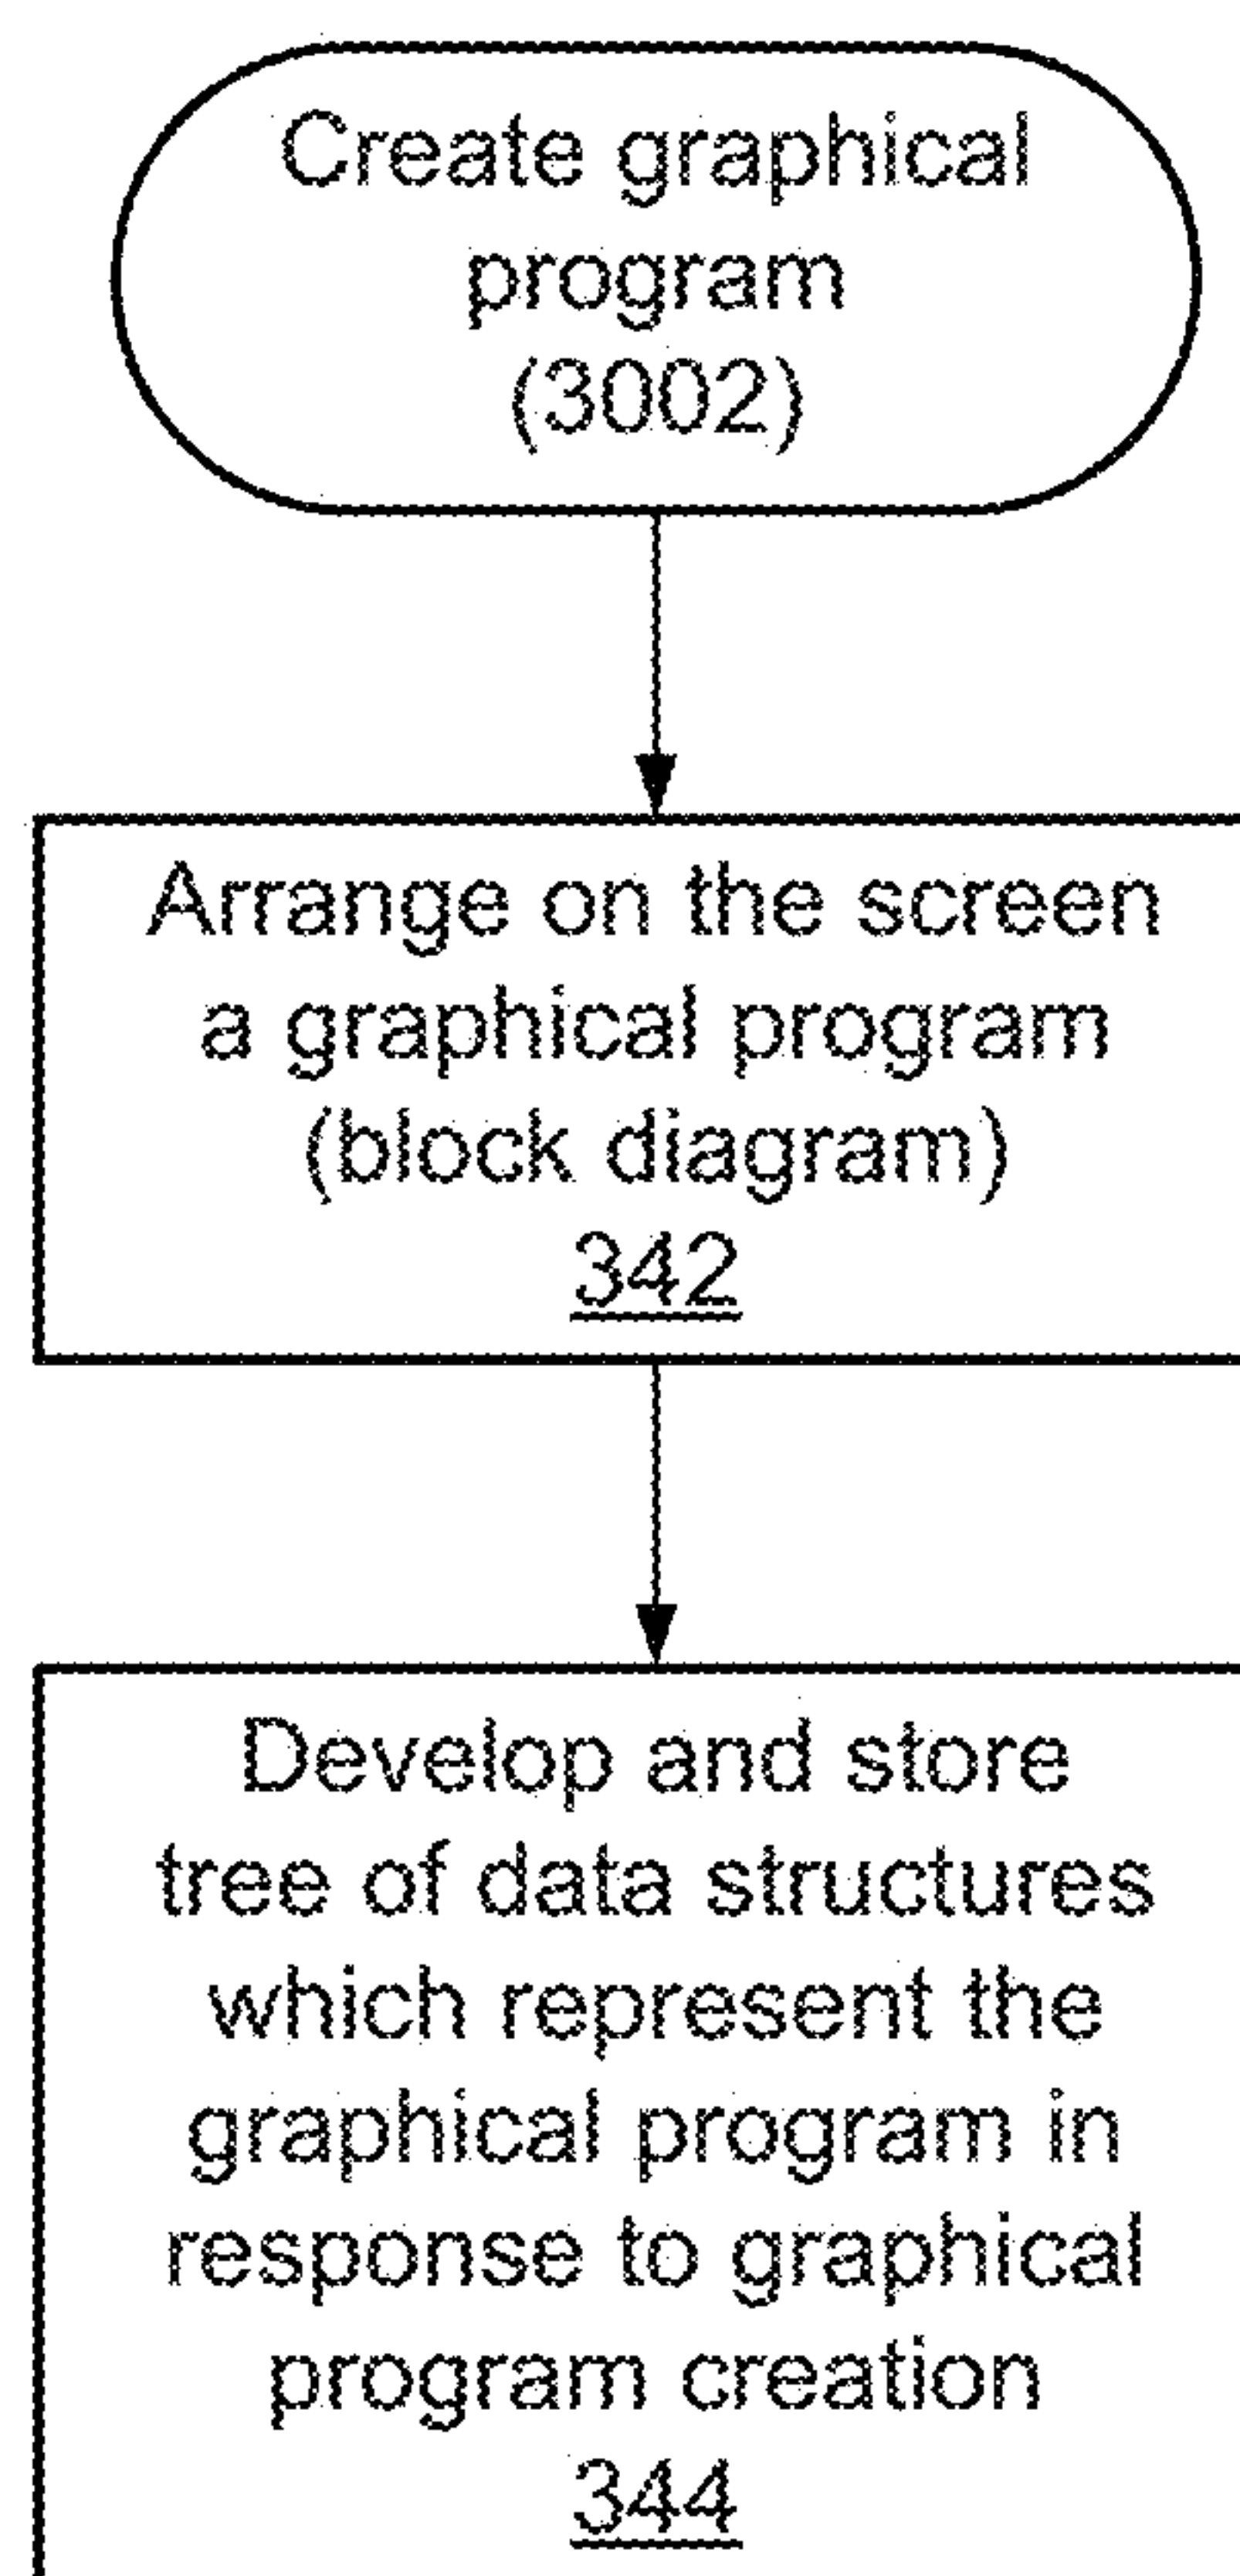 Create graphical
program
(3002)
Arrange on the screen
a graphical program
(block diagram)
342
Develop and store
tree of data structures
which represent the
graphical program in
response to graphical
program creation
344